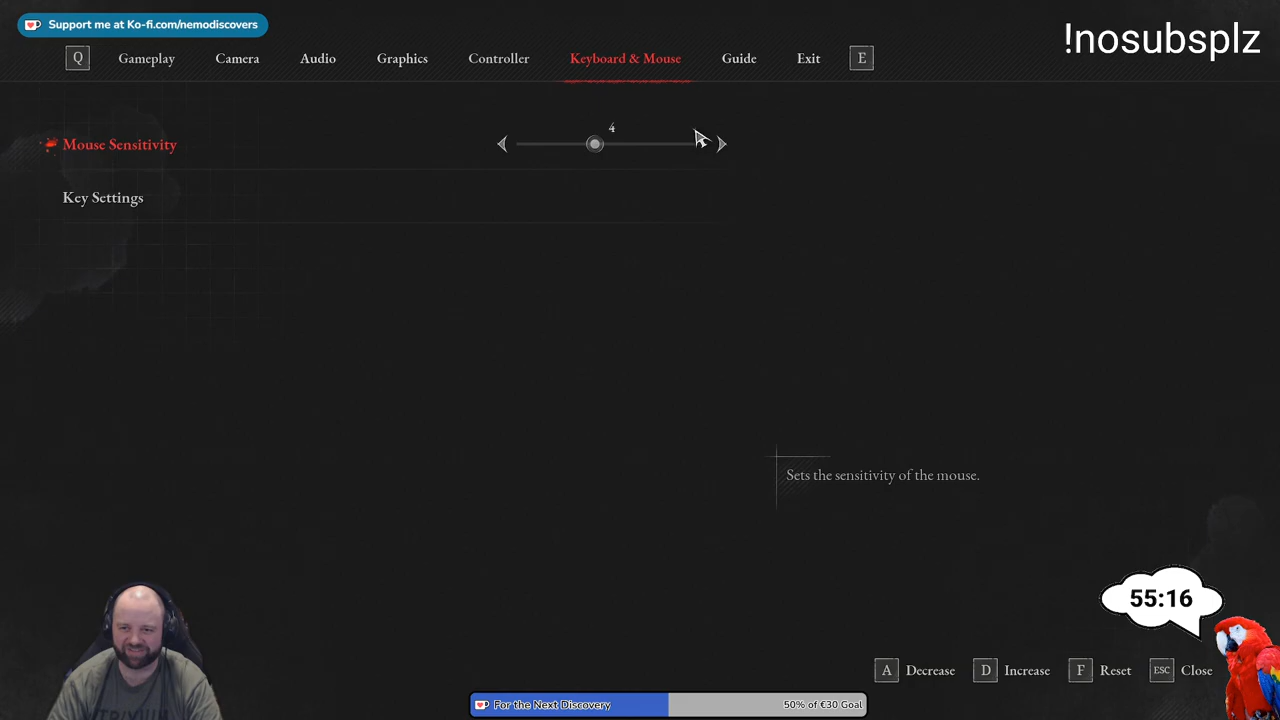 Support me at Ko-fi.com/nemodiscovers
!nosubsplz
Q Gameplay Camera Audio Graphics Controller Keyboard & Mouse Guide Exit E
4
Mouse Sensitivity
Key Settings
Sets the sensitivity of the mouse.
55:16
A Decrease D Increase F Reset ESC Close
For the Next Discovery 50% of €30 Goal